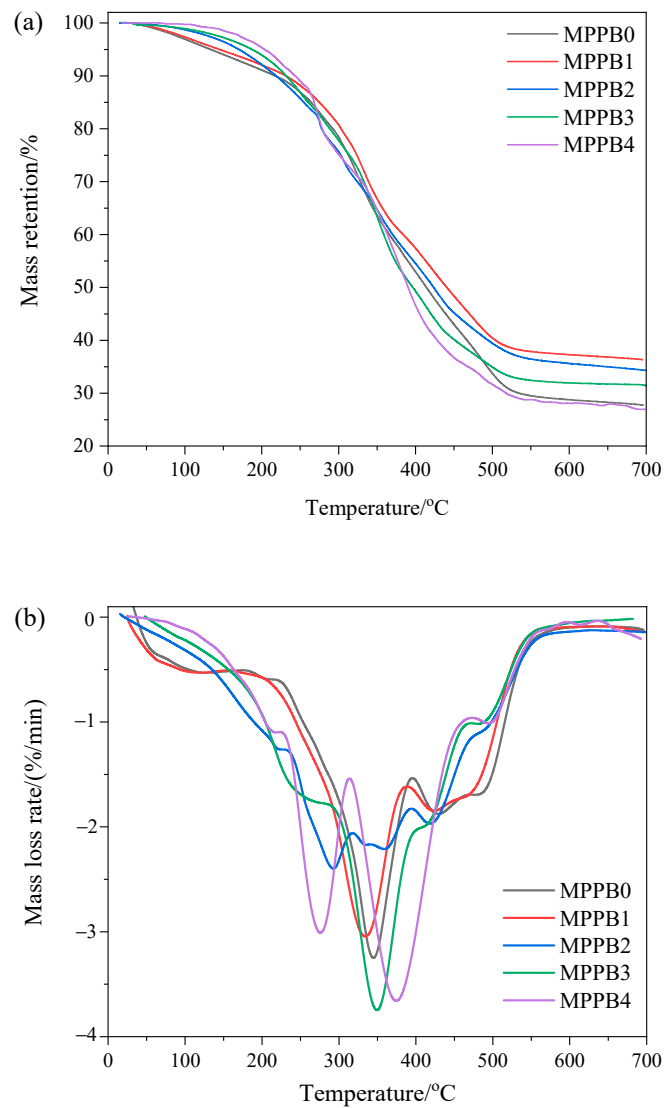 (a)
100
90
80
70
60
50
40
30
20
Mass retention/%
MPPB0
MPPB1
MPPB2
MPPB3
MPPB4
0 100 200 300 400 500 600 700
Temperature/°C
(b)
0
−1
−2
−3
−4
Mass loss rate/(%/min)
MPPB0
MPPB1
MPPB2
MPPB3
MPPB4
0 100 200 300 400 500 600 700
Temperature/°C